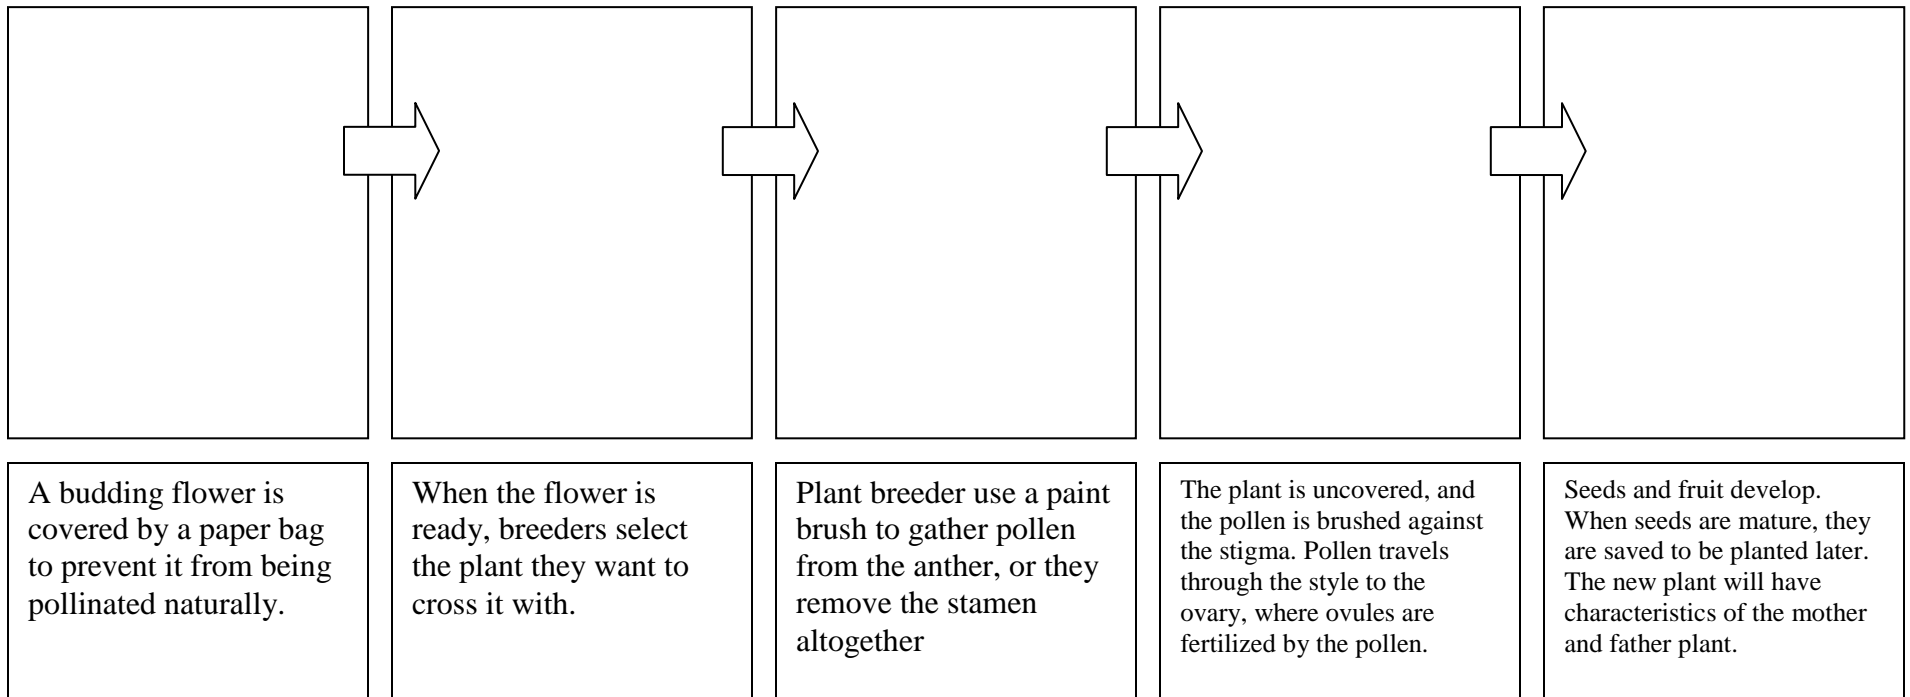 A budding flower is
covered by a paper bag
to prevent it from being
pollinated naturally.
When the flower is
ready, breeders select
the plant they want to
cross it with.
Plant breeder use a paint
brush to gather pollen
from the anther, or they
remove the stamen
altogether
The plant is uncovered, and
the pollen is brushed against
the stigma. Pollen travels
through the style to the
ovary, where ovules are
fertilized by the pollen.
Seeds and fruit develop.
When seeds are mature, they
are saved to be planted later.
The new plant will have
characteristics of the mother
and father plant.